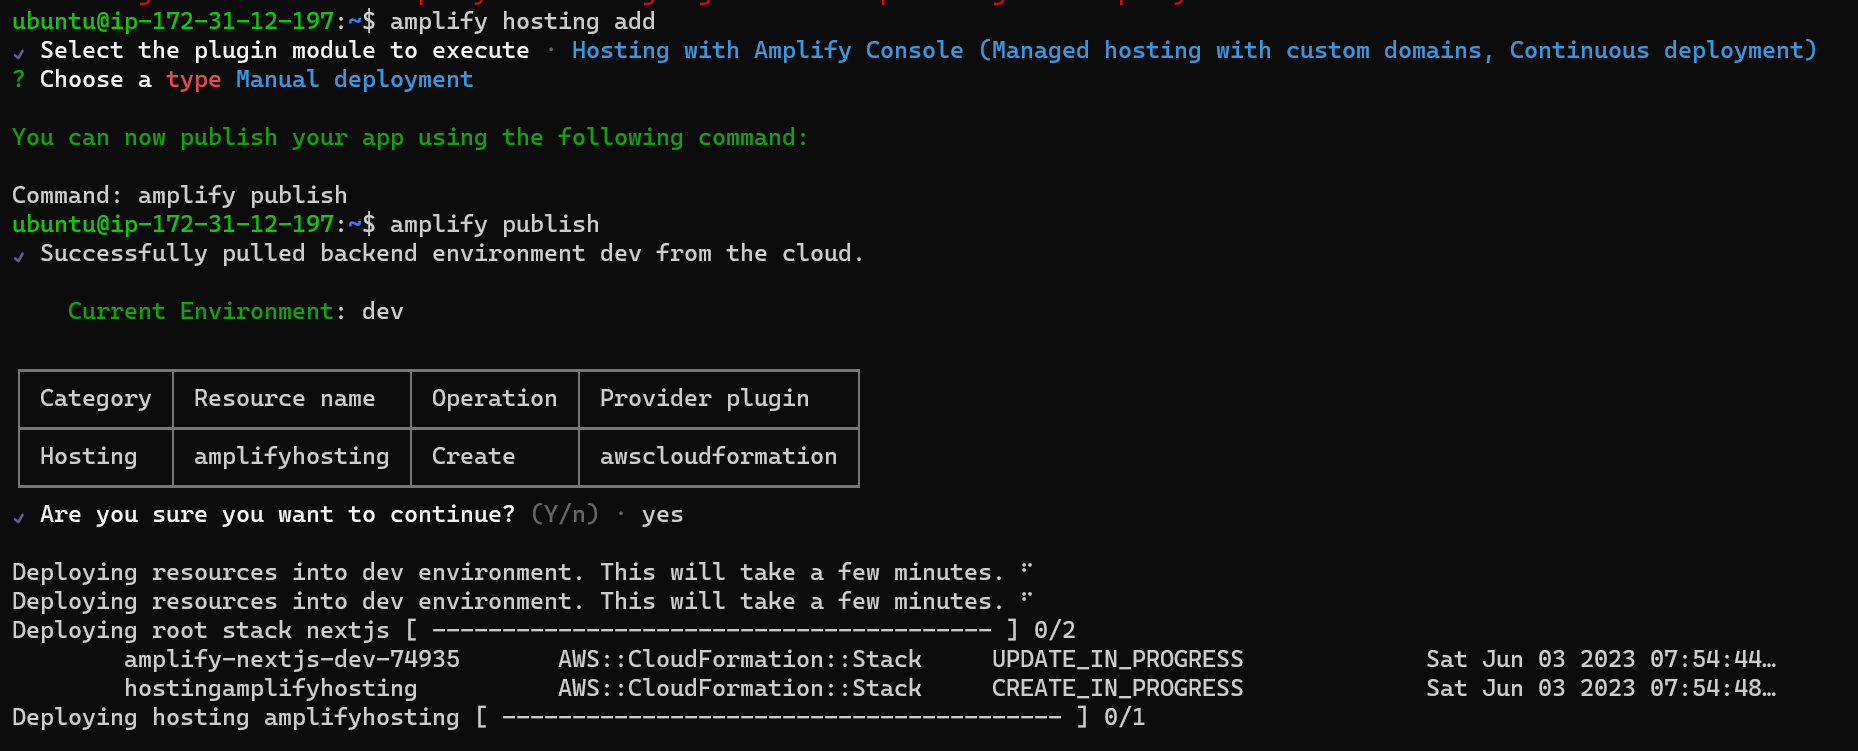 ubuntu@ip-172-31-12-197:~$ amplify hosting add
✔ Select the plugin module to execute · Hosting with Amplify Console (Managed hosting with custom domains, Continuous deployment)
? Choose a type Manual deployment
You can now publish your app using the following command:
Command: amplify publish
ubuntu@ip-172-31-12-197:~$ amplify publish
✔ Successfully pulled backend environment dev from the cloud.
Current Environment: dev
Category Resource name Operation Provider plugin
Hosting amplifyhosting Create awscloudformation
✔ Are you sure you want to continue? (Y/n) · yes
Deploying resources into dev environment. This will take a few minutes. ⠋
Deploying resources into dev environment. This will take a few minutes. ⠋
Deploying root stack nextjs [ ---------------------------------------- ] 0/2
amplify-nextjs-dev-74935 AWS::CloudFormation::Stack UPDATE_IN_PROGRESS Sat Jun 03 2023 07:54:44…
hostingamplifyhosting AWS::CloudFormation::Stack CREATE_IN_PROGRESS Sat Jun 03 2023 07:54:48…
Deploying hosting amplifyhosting [ ---------------------------------------- ] 0/1